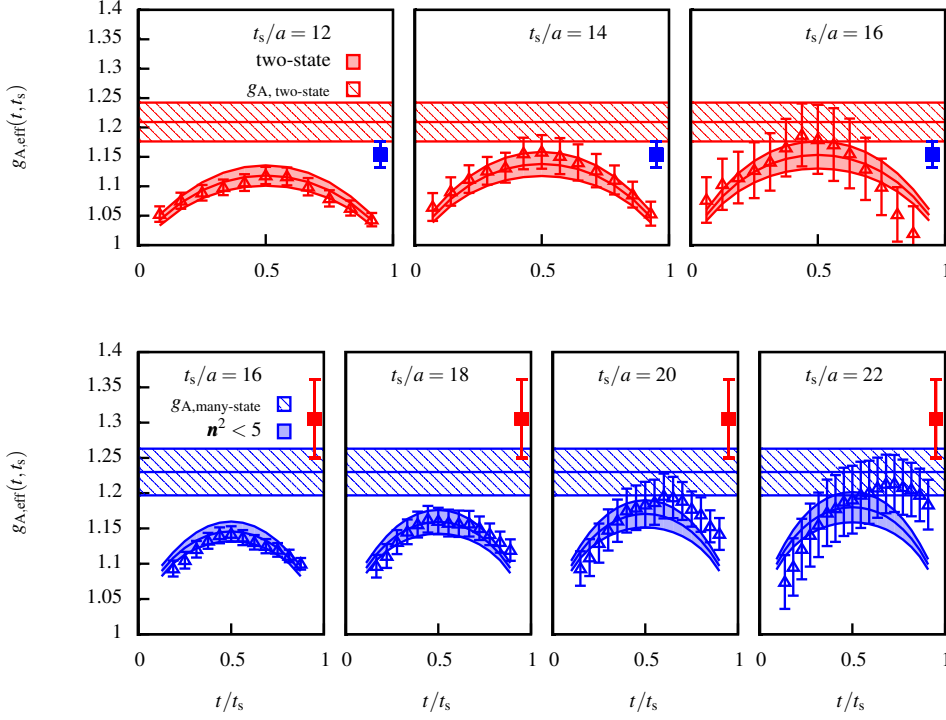 1.4
1.35
1.3
1.25
1.2
1.15
1.1
1.05
1
g_A,eff(t, t_s)
t_s/a = 12
two-state
g_A, two-state
t_s/a = 14
t_s/a = 16
0 0.5 1 0 0.5 1 0 0.5 1
1.4
1.35
1.3
1.25
1.2
1.15
1.1
1.05
1
g_A,eff(t, t_s)
t_s/a = 16
g_A,many-state
n² < 5
t_s/a = 18
t_s/a = 20
t_s/a = 22
0 0.5 1 0 0.5 1 0 0.5 1 0 0.5 1
t/t_s t/t_s t/t_s t/t_s